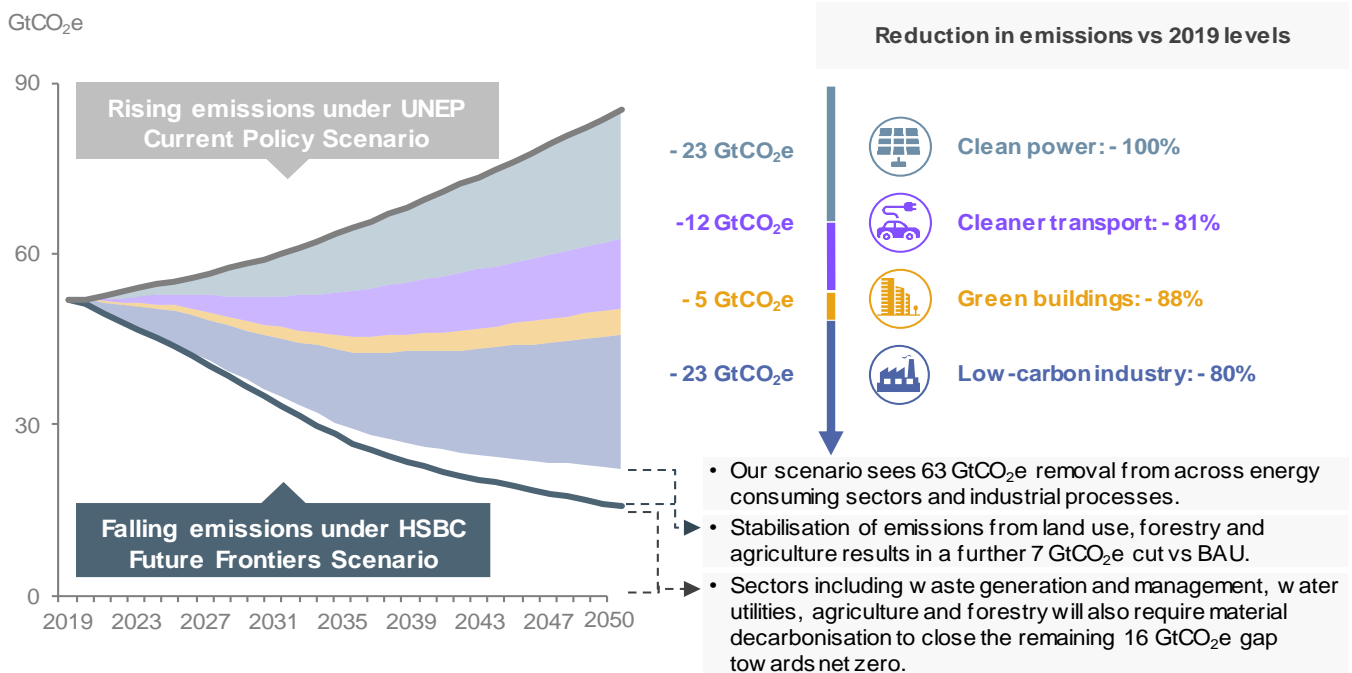 GtCO₂e
90
60
30
0
2019
2023
2027
2031
2035
2039
2043
2047
2050
Rising emissions under UNEP
Current Policy Scenario
Falling emissions under HSBC
Future Frontiers Scenario
Reduction in emissions vs 2019 levels
- 23 GtCO₂e
Clean power: - 100%
-12 GtCO₂e
Cleaner transport: - 81%
- 5 GtCO₂e
Green buildings: - 88%
- 23 GtCO₂e
Low-carbon industry: - 80%
• Our scenario sees 63 GtCO₂e removal from across energy
consuming sectors and industrial processes.
• Stabilisation of emissions from land use, forestry and
agriculture results in a further 7 GtCO₂e cut vs BAU.
• Sectors including waste generation and management, water
utilities, agriculture and forestry will also require material
decarbonisation to close the remaining 16 GtCO₂e gap
towards net zero.